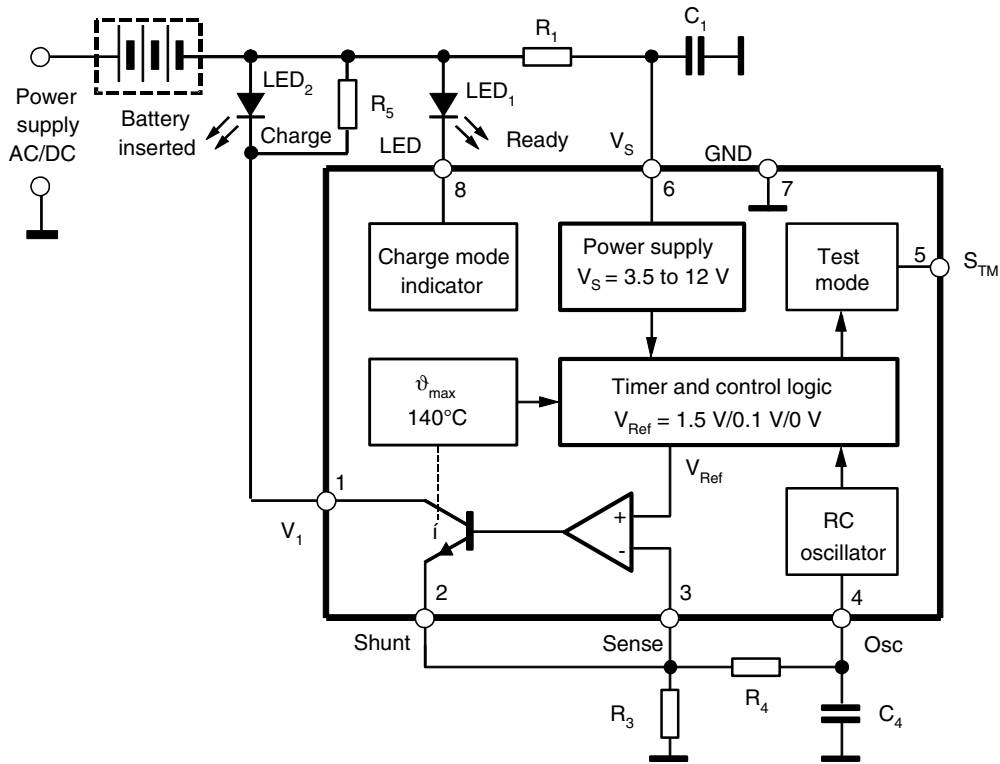 R1
C1
Power
supply
AC/DC
Battery
inserted
LED2
Charge
R5
LED1
Ready
LED
8
VS
6
GND
7
Charge mode
indicator
Power supply
VS = 3.5 to 12 V
Test
mode
5
STM
ϑmax
140°C
Timer and control logic
VRef = 1.5 V/0.1 V/0 V
VRef
1
V1
í
+
-
RC
oscillator
2
3
4
Shunt
Sense
Osc
R3
R4
C4